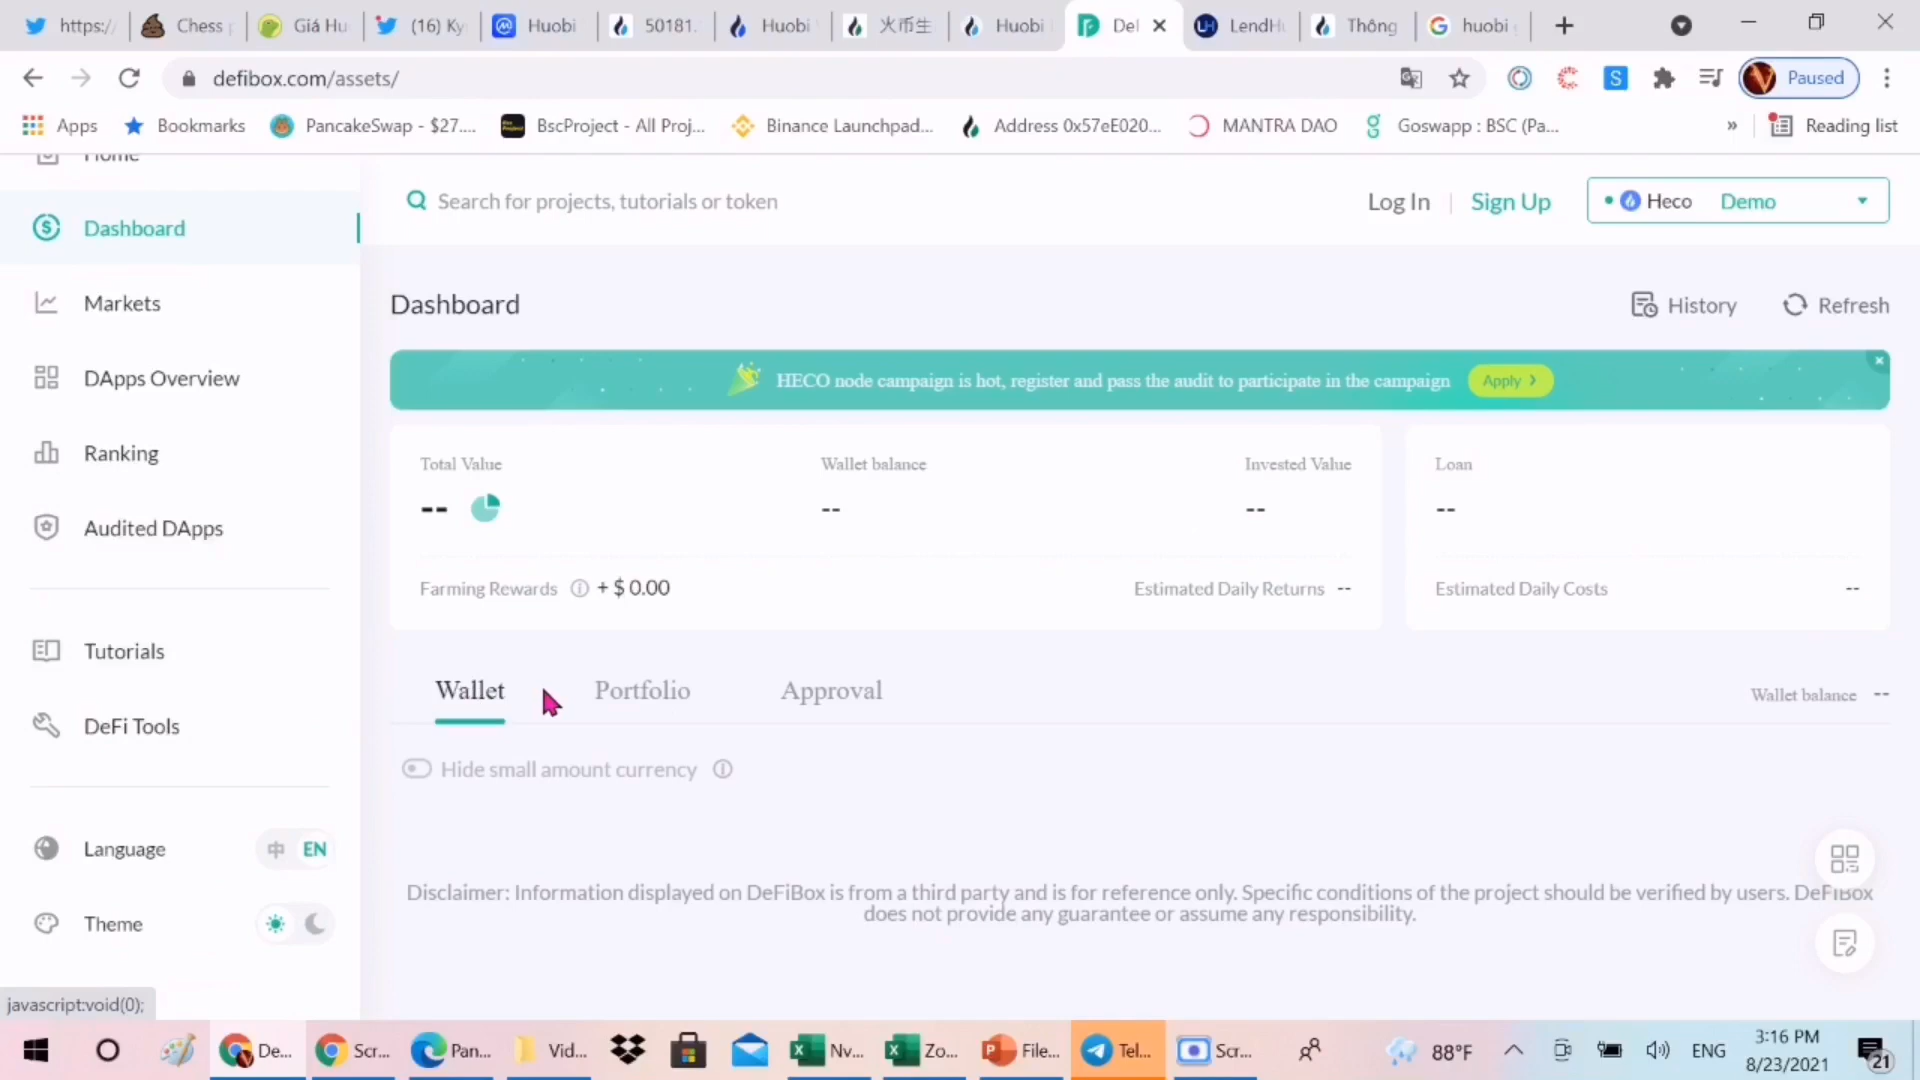 https:/
Chess p
Giá Hu
(16) Ky
Huobi
50181.
Huobi
火币生
Huobi
Def
LendHu
Thông
huobi
defibox.com/assets/
Paused
Apps
Bookmarks
PancakeSwap - $27....
BscProject - All Proj...
Binance Launchpad...
Address 0x57eE020...
MANTRA DAO
Goswapp : BSC (Pa...
»
Reading list
Home
Search for projects, tutorials or token
Log In
Sign Up
Heco
Demo
Dashboard
Markets
DApps Overview
Ranking
Audited DApps
Tutorials
DeFi Tools
Language
中
EN
Theme
Dashboard
History
Refresh
HECO node campaign is hot, register and pass the audit to participate in the campaign
Apply >
Total Value
Wallet balance
Invested Value
Loan
--
--
--
--
Farming Rewards + $ 0.00
Estimated Daily Returns --
Estimated Daily Costs --
Wallet
Portfolio
Approval
Wallet balance --
Hide small amount currency
Disclaimer: Information displayed on DeFiBox is from a third party and is for reference only. Specific conditions of the project should be verified by users. DeFiBox
does not provide any guarantee or assume any responsibility.
javascript:void(0);
De...
Scr...
Pan...
Vid...
Nv...
Zo...
File...
Tel...
Scr...
88°F
ENG
3:16 PM
8/23/2021
21